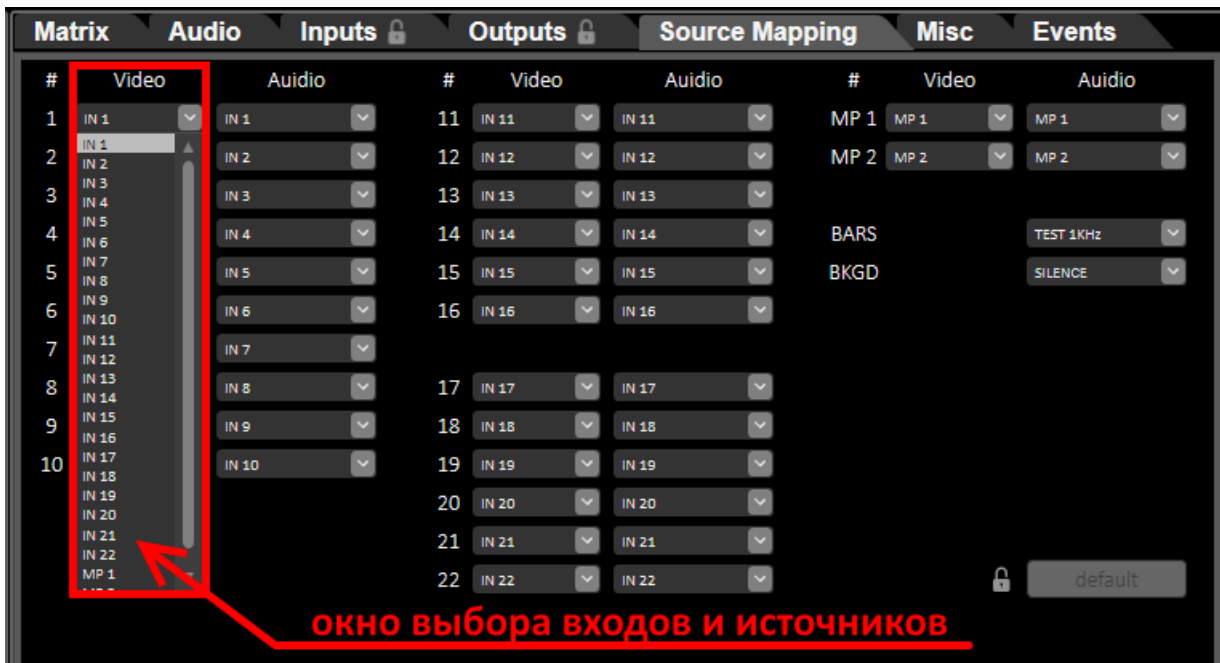 Matrix Audio Inputs Outputs Source Mapping Misc Events
# Video Auidio # Video Auidio # Video Auidio
1 IN 1 IN 1 11 IN 11 IN 11 MP 1 MP 1 MP 1
IN 1
2 IN 2 IN 2 12 IN 12 IN 12 MP 2 MP 2 MP 2
IN 3
3 IN 4 IN 3 13 IN 13 IN 13
IN 5
4 IN 6 IN 4 14 IN 14 IN 14 BARS TEST 1KHz
IN 7
5 IN 8 IN 5 15 IN 15 IN 15 BKGD SILENCE
IN 9
6 IN 10 IN 6 16 IN 16 IN 16
IN 11
7 IN 12 IN 7
IN 13
8 IN 14 IN 8 17 IN 17 IN 17
IN 15
9 IN 16 IN 9 18 IN 18 IN 18
IN 17
10 IN 18 IN 10 19 IN 19 IN 19
IN 19
IN 20 20 IN 20 IN 20
IN 21 21 IN 21 IN 21
IN 22
MP 1 22 IN 22 IN 22 default
окно выбора входов и источников